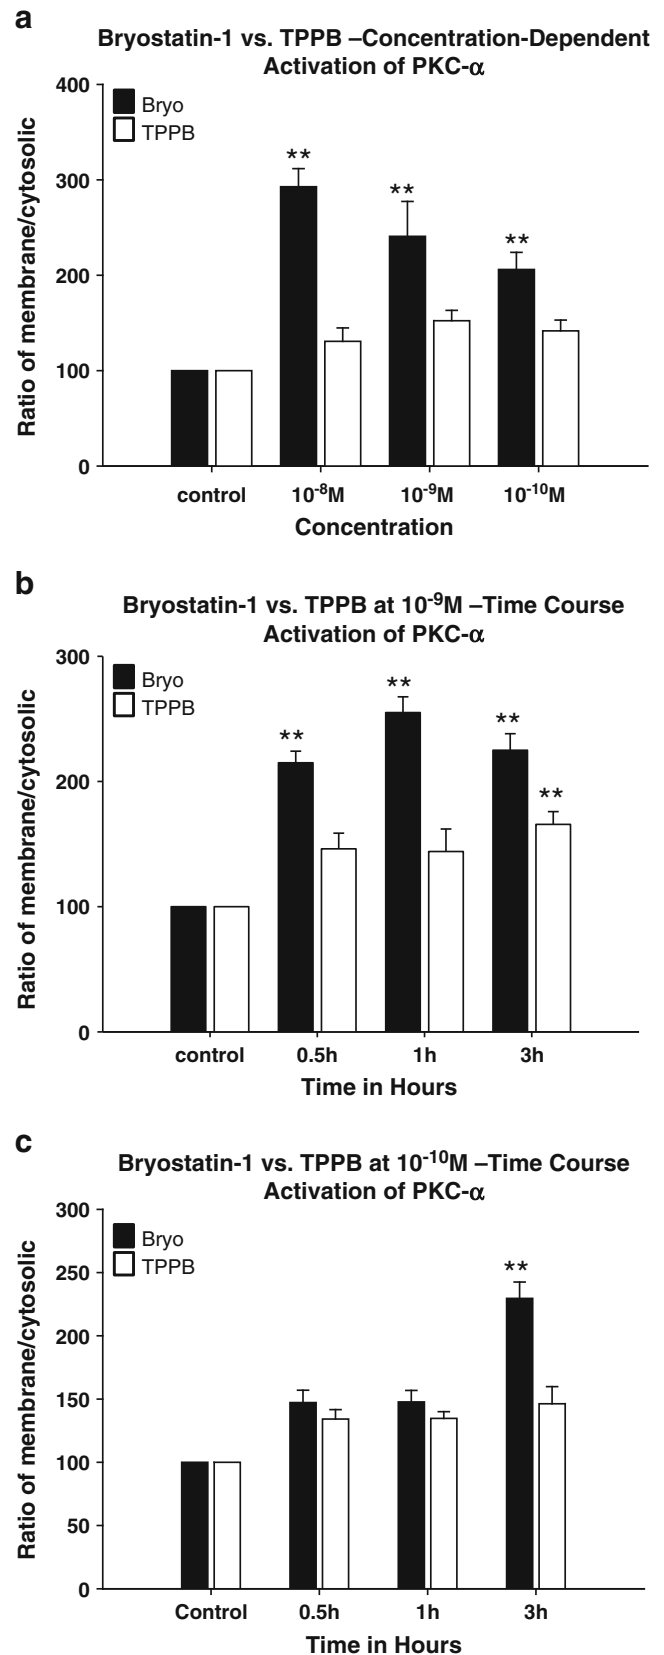 a
Bryostatin-1 vs. TPPB –Concentration-Dependent
Activation of PKC-α
Ratio of membrane/cytosolic
400
300
200
100
0
Bryo
TPPB
**
**
**
control
10⁻⁸M
10⁻⁹M
10⁻¹⁰M
Concentration
b
Bryostatin-1 vs. TPPB at 10⁻⁹M –Time Course
Activation of PKC-α
Ratio of membrane/cytosolic
300
200
100
0
Bryo
TPPB
**
**
**
**
control
0.5h
1h
3h
Time in Hours
c
Bryostatin-1 vs. TPPB at 10⁻¹⁰M –Time Course
Activation of PKC-α
Ratio of membrane/cytosolic
300
250
200
150
100
50
0
Bryo
TPPB
**
Control
0.5h
1h
3h
Time in Hours